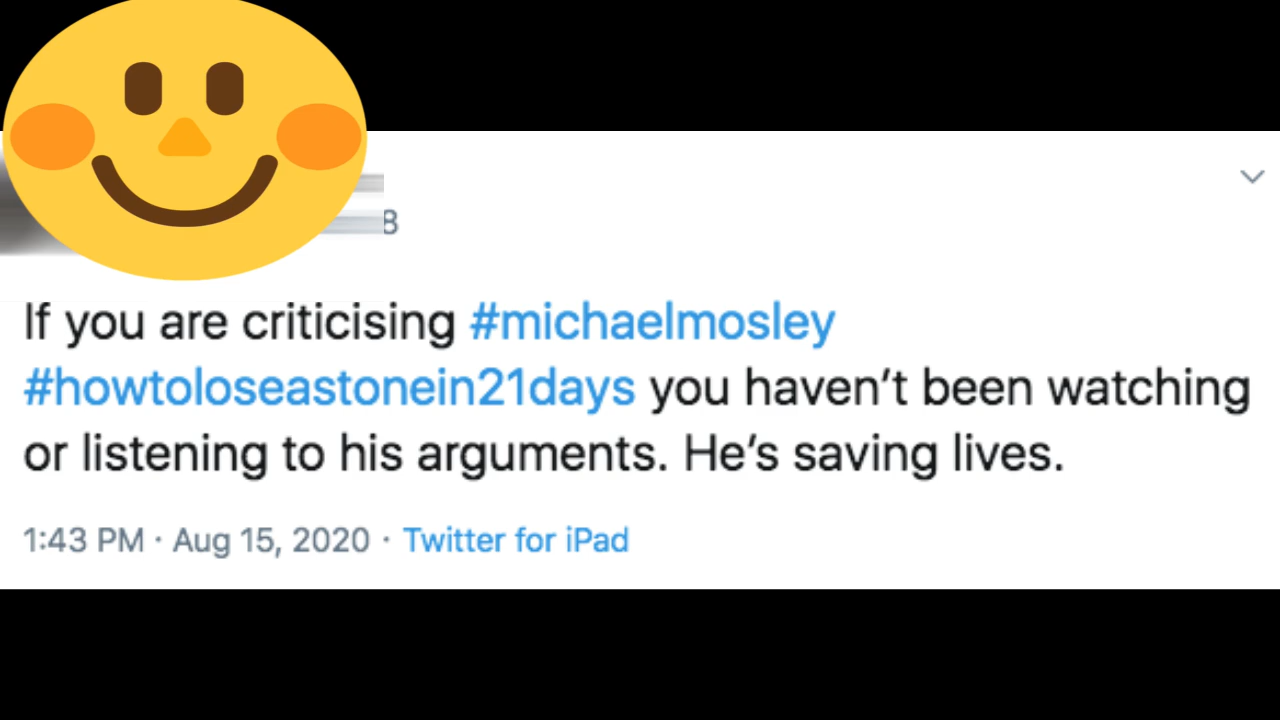 8
If you are criticising #michaelmosley
#howtoloseastonein21days you haven't been watching
or listening to his arguments. He's saving lives.
1:43 PM · Aug 15, 2020 · Twitter for iPad